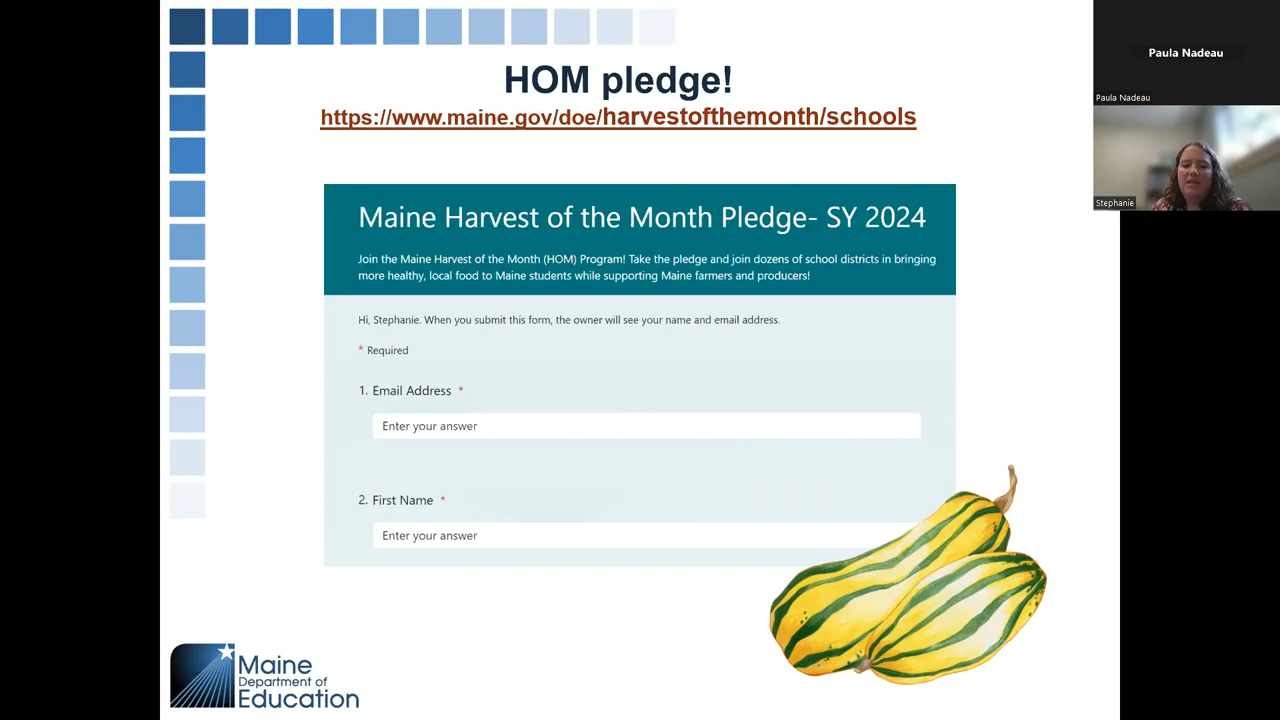 HOM pledge!
https://www.maine.gov/doe/harvestofthemonth/schools
Maine Harvest of the Month Pledge- SY 2024
Join the Maine Harvest of the Month (HOM) Program! Take the pledge and join dozens of school districts in bringing
more healthy, local food to Maine students while supporting Maine farmers and producers!
Hi, Stephanie. When you submit this form, the owner will see your name and email address.
* Required
1. Email Address *
Enter your answer
2. First Name *
Enter your answer
Maine
Department of
Education
Paula Nadeau
Paula Nadeau
Stephanie